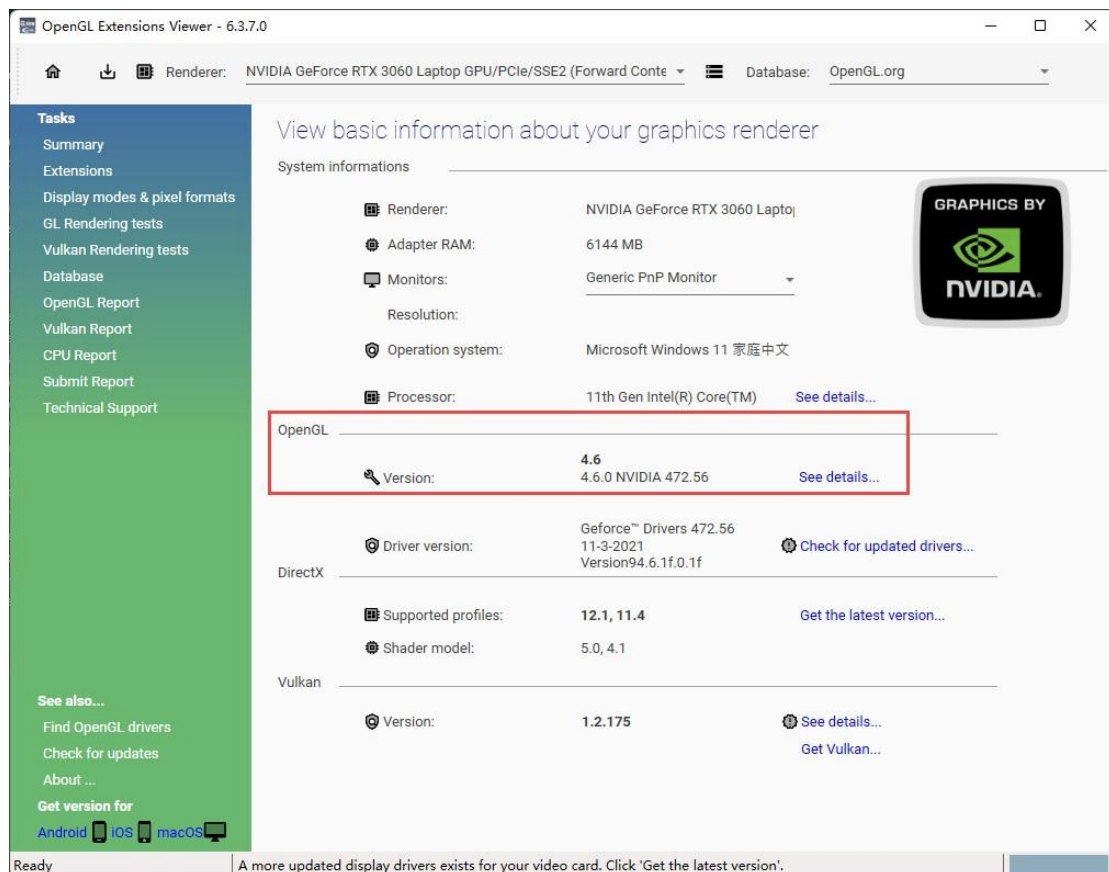 OpenGL Extensions Viewer - 6.3.7.0
Renderer: NVIDIA GeForce RTX 3060 Laptop GPU/PCIe/SSE2 (Forward Conte Database: OpenGL.org
Tasks
Summary
Extensions
Display modes & pixel formats
GL Rendering tests
Vulkan Rendering tests
Database
OpenGL Report
Vulkan Report
CPU Report
Submit Report
Technical Support
See also...
Find OpenGL drivers
Check for updates
About ...
Get version for
Android iOS macOS
View basic information about your graphics renderer
System informations
Renderer: NVIDIA GeForce RTX 3060 Laptop
Adapter RAM: 6144 MB
Monitors: Generic PnP Monitor
Resolution:
Operation system: Microsoft Windows 11 家庭中文
Processor: 11th Gen Intel(R) Core(TM) See details...
GRAPHICS BY
NVIDIA.
OpenGL
4.6
Version: 4.6.0 NVIDIA 472.56 See details...
Geforce™ Drivers 472.56
Driver version: 11-3-2021 Check for updated drivers...
Version94.6.1f.0.1f
DirectX
Supported profiles: 12.1, 11.4 Get the latest version...
Shader model: 5.0, 4.1
Vulkan
Version: 1.2.175 See details...
Get Vulkan...
Ready A more updated display drivers exists for your video card. Click 'Get the latest version'.